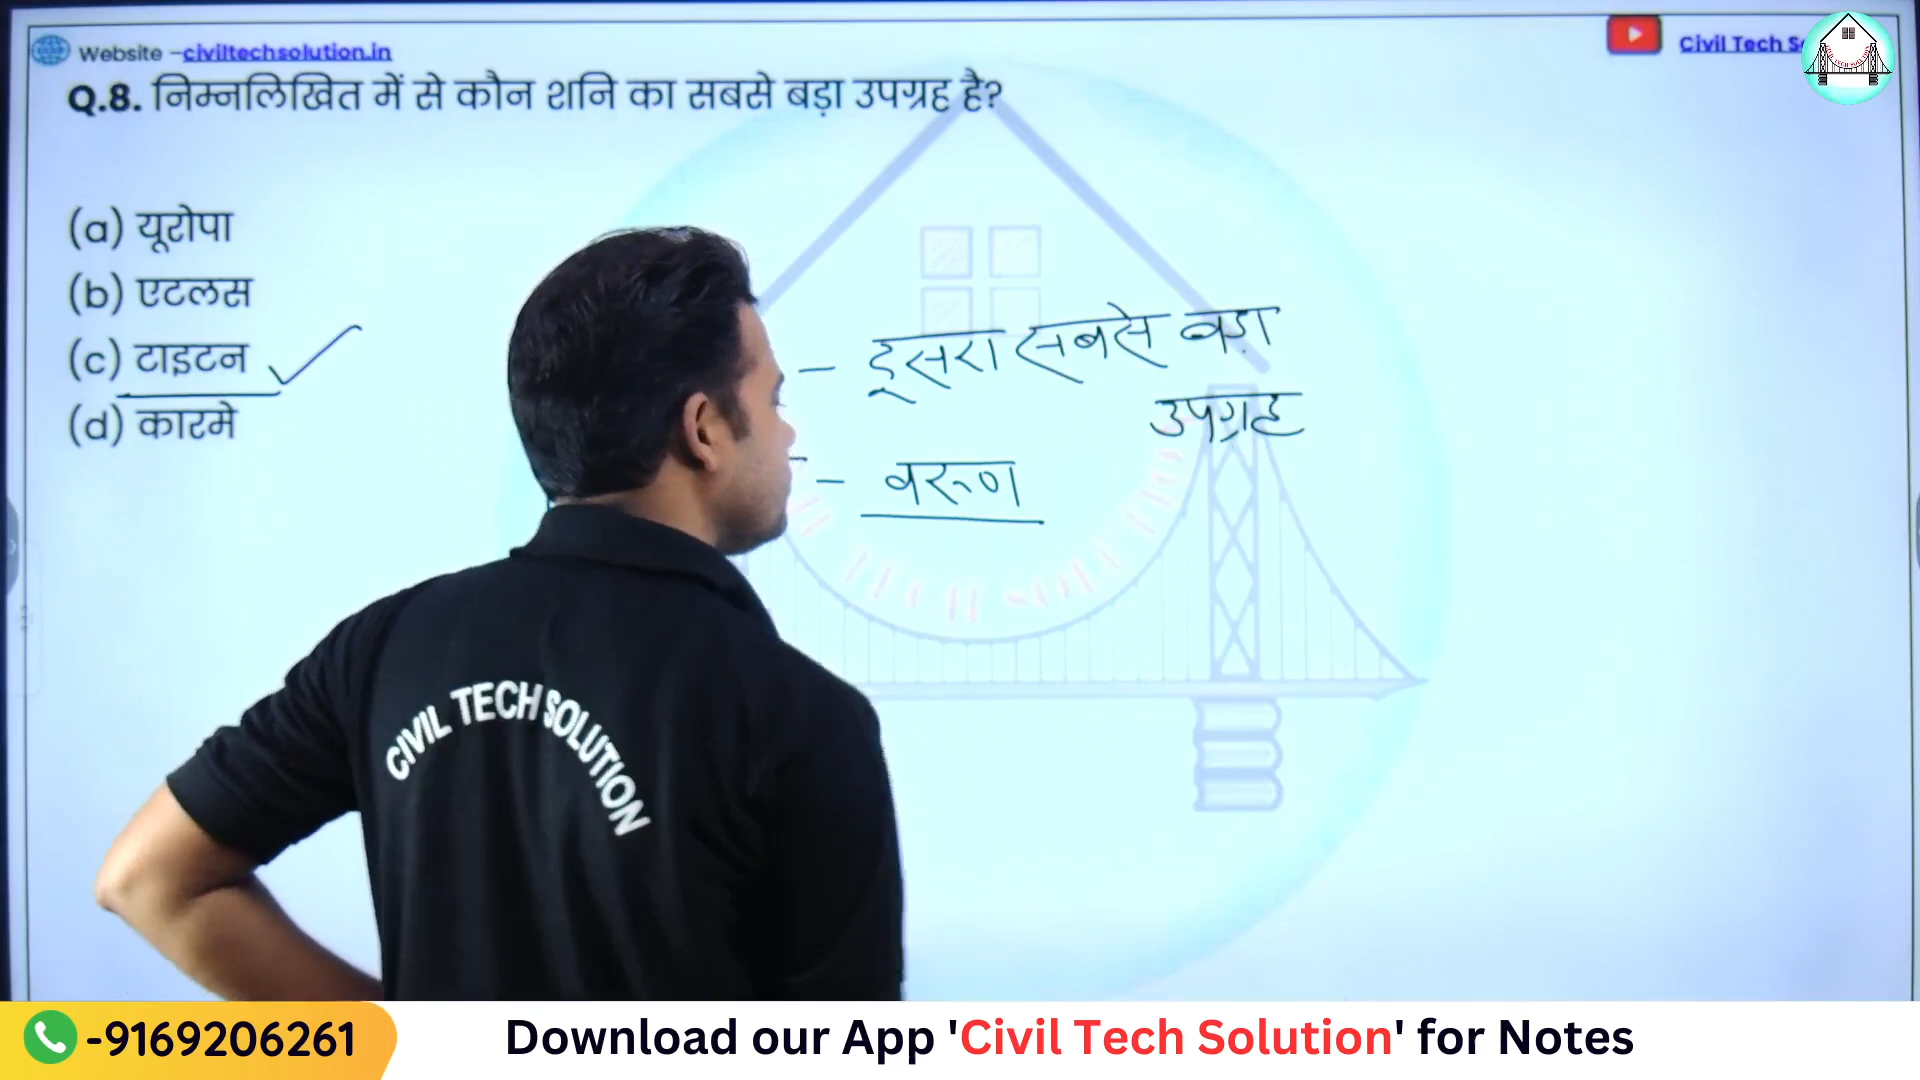 Website –civiltechsolution.in
Civil Tech S
Q.8. निम्नलिखित में से कौन शनि का सबसे बड़ा उपग्रह है?
(a) यूरोपा
(b) एटलस
(c) टाइटन
(d) कारमे
– दूसरा सबसे बड़ा
उपग्रह
– वरुण
CIVIL TECH SOLUTION
-9169206261
Download our App 'Civil Tech Solution' for Notes